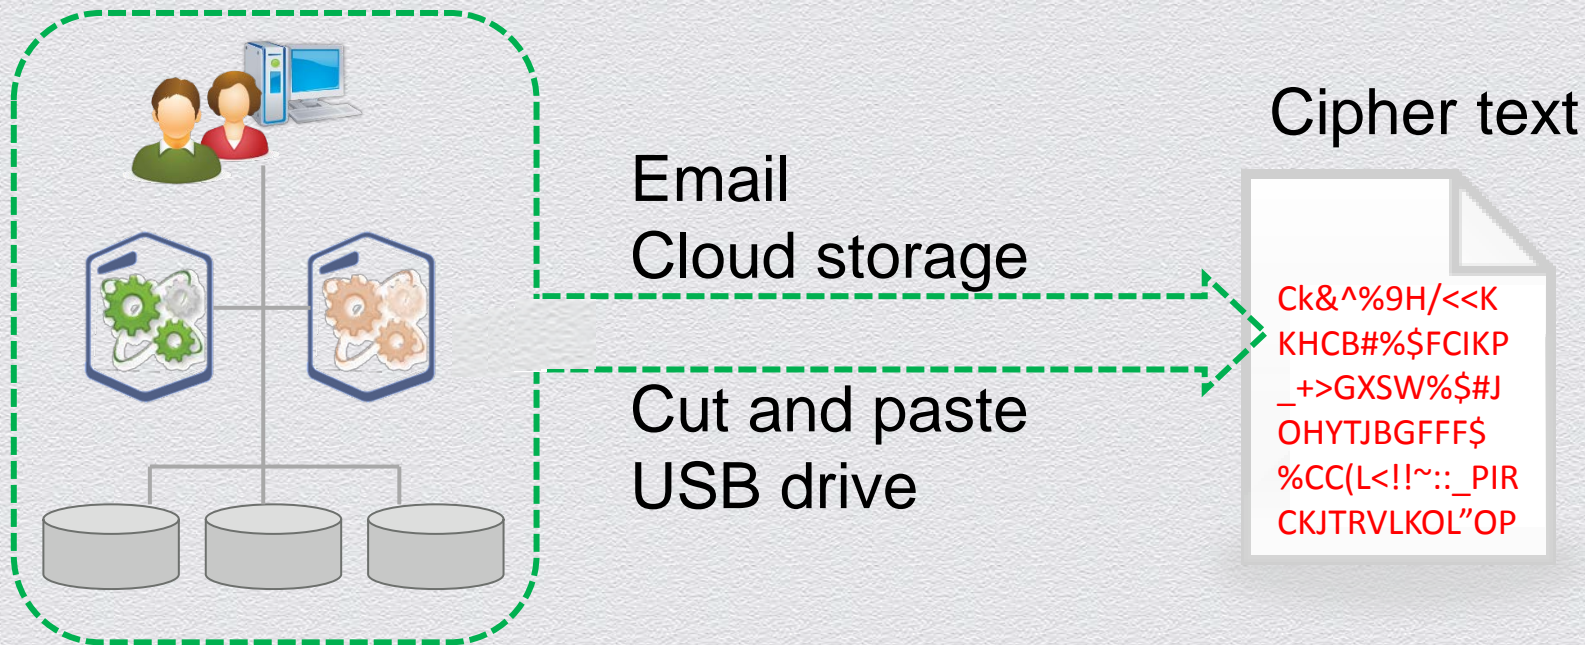 Email
Cloud storage
Cut and paste
USB drive
Cipher text
Ck&^%9H/<<K
KHCB#%$FCIKP
_+>GXSW%$#J
OHYTJBGFFF$
%CC(L<!!~::_PIR
CKJTRVLKOL”OP